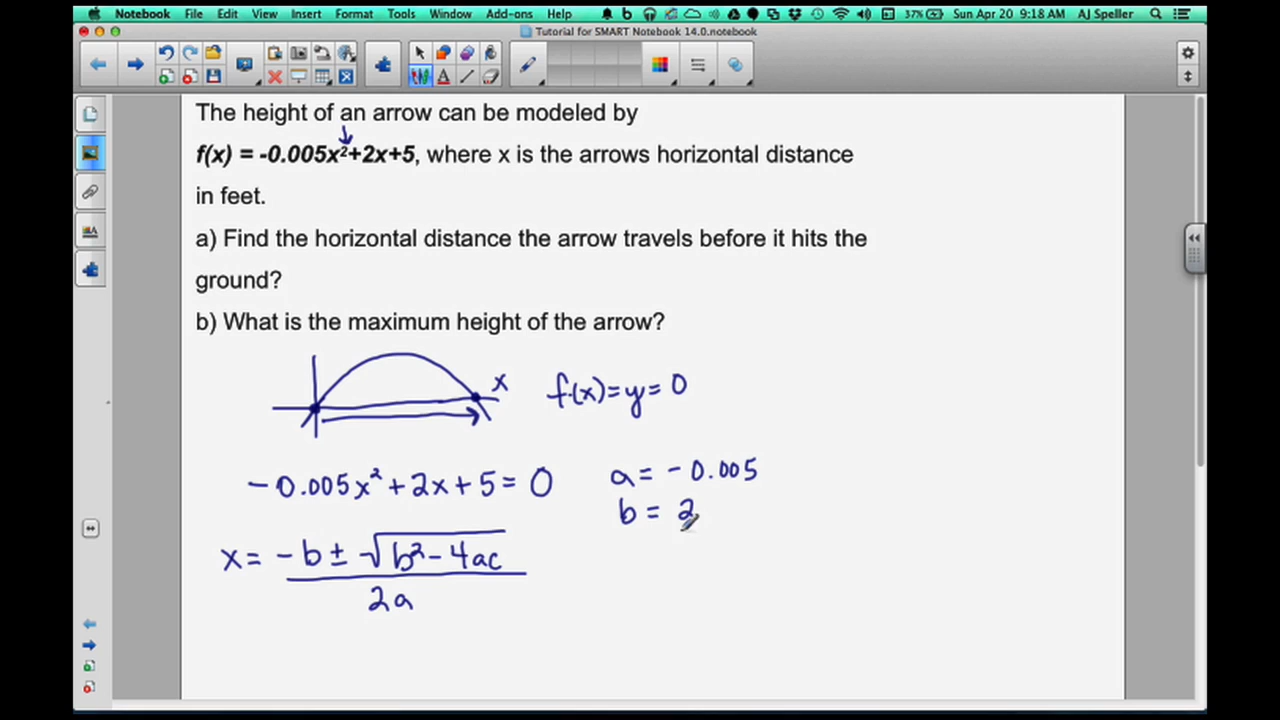 Notebook File Edit View Insert Format Tools Window Add-ons Help 37% Sun Apr 20 9:18 AM AJ Speller
Tutorial for SMART Notebook 14.0.notebook
The height of an arrow can be modeled by
f(x) = -0.005x²+2x+5, where x is the arrows horizontal distance
in feet.
a) Find the horizontal distance the arrow travels before it hits the
ground?
b) What is the maximum height of the arrow?
x
f(x)=y=0
-0.005x²+2x+5=0
a=-0.005
b=2
x= -b±√b²-4ac
2a